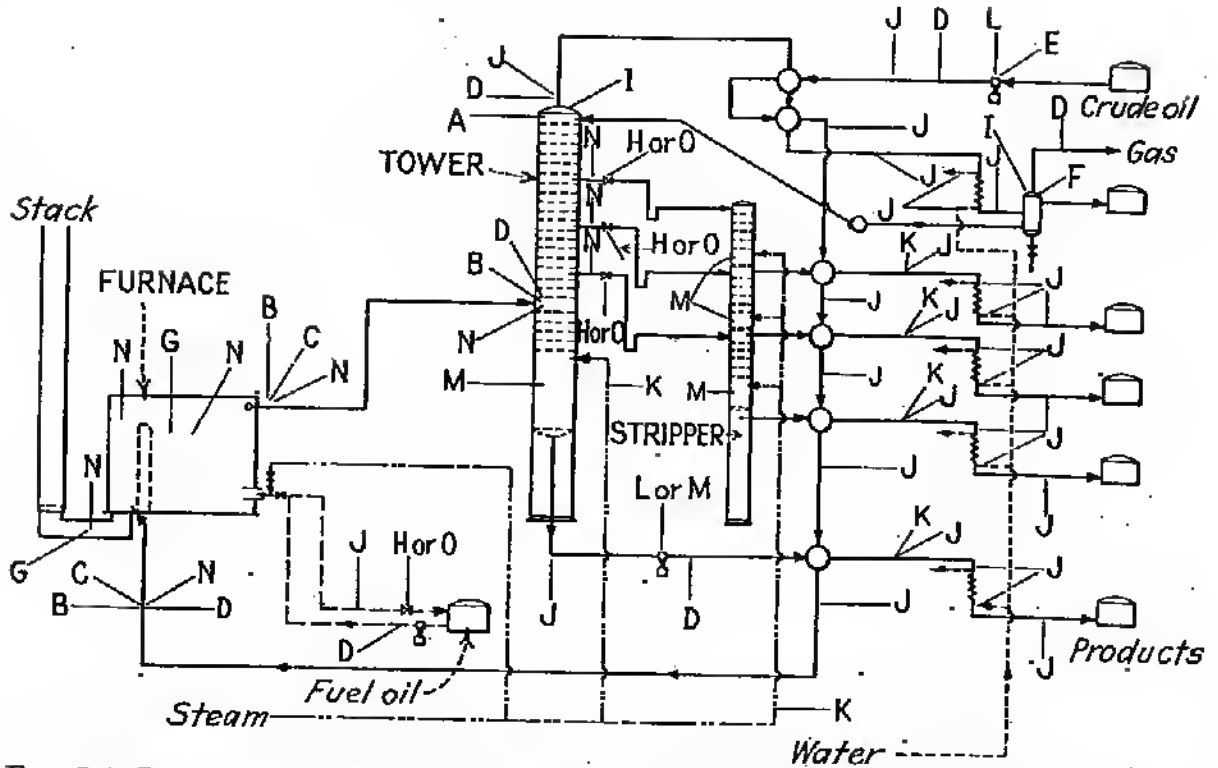 J D L
E
J
D
I
A
Crude oil
D
J
N
H or O
I
J
Gas
TOWER
J
F
Stack
N
J
D
N
H or O
K J
B
J
FURNACE
M
J
B
N
H or O
K J
C
N G N
N
J
M
K
M
K
J
J
STRIPPER
J
N
L or M
J
K
J
G
J H or O
J
C N
B D
J
D
J
D
Products
J
Fuel oil
Steam
K
Water